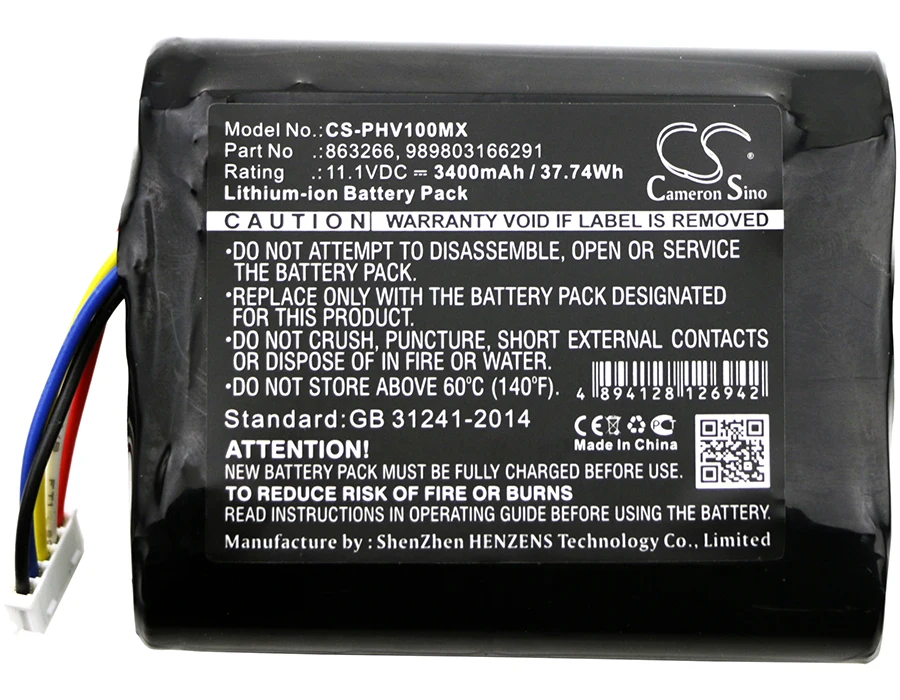 Model No.:CS-PHV100MX
Part No .:863266, 989803166291
Rating .:11.1VDC ⎓ 3400mAh / 37.74Wh
Lithium-ion Battery Pack
CS ®
Cameron Sino
CAUTION WARRANTY VOID IF LABEL IS REMOVED
•DO NOT ATTEMPT TO DISASSEMBLE, OPEN OR SERVICE
THE BATTERY PACK.
•REPLACE ONLY WITH THE BATTERY PACK DESIGNATED
FOR THIS PRODUCT.
•DO NOT CRUSH, PUNCTURE, SHORT EXTERNAL CONTACTS
OR DISPOSE OF IN FIRE OR WATER.
•DO NOT STORE ABOVE 60°C (140°F).
4 894128 126942
Standard:GB 31241-2014
CE
Made In China
ATTENTION!
NEW BATTERY PACK MUST BE FULLY CHARGED BEFORE USE.
TO REDUCE RISK OF FIRE OR BURNS
READ INSTRUCTIONS IN OPERATING GUIDE BEFORE USING THE BATTERY.
Manufacture by : ShenZhen HENZENS Technology Co., Limited